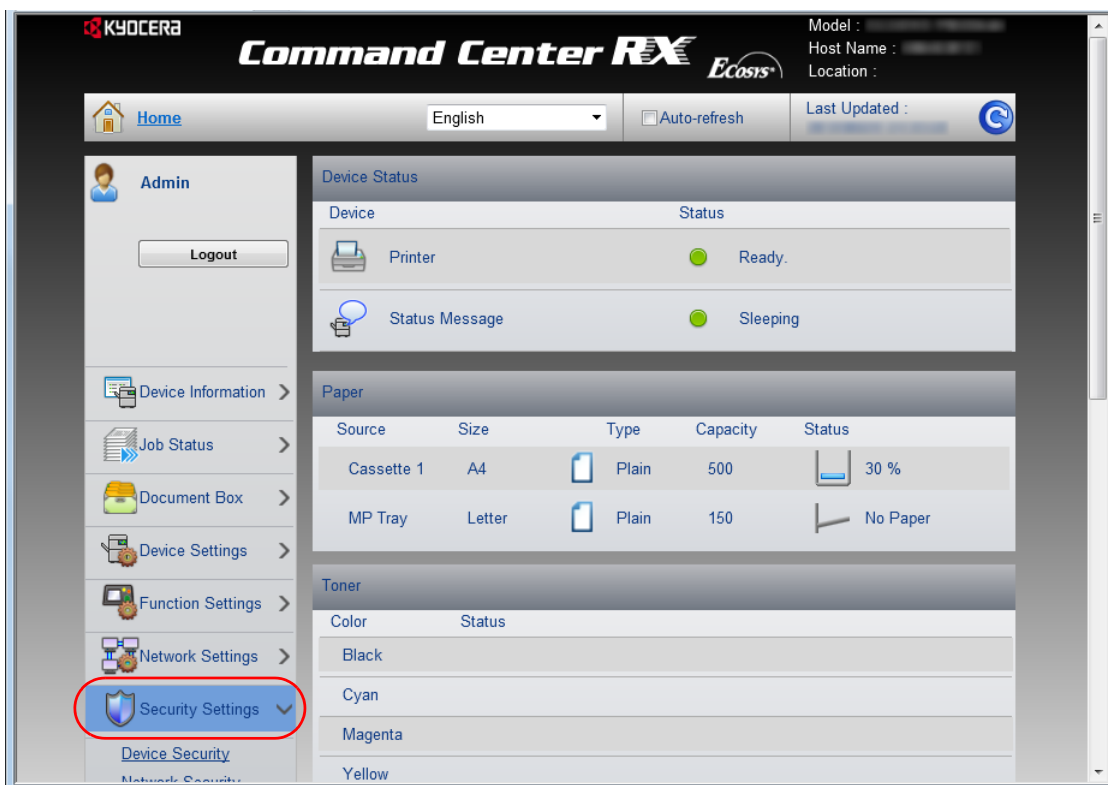 KYOCERA
Command Center RX Ecosys
Model :
Host Name :
Location :
Home
English
Auto-refresh
Last Updated :
Admin
Logout
Device Information
Job Status
Document Box
Device Settings
Function Settings
Network Settings
Security Settings
Device Security
Network Security
Device Status
Device Status
Printer Ready.
Status Message Sleeping
Paper
Source Size Type Capacity Status
Cassette 1 A4 Plain 500 30 %
MP Tray Letter Plain 150 No Paper
Toner
Color Status
Black
Cyan
Magenta
Yellow